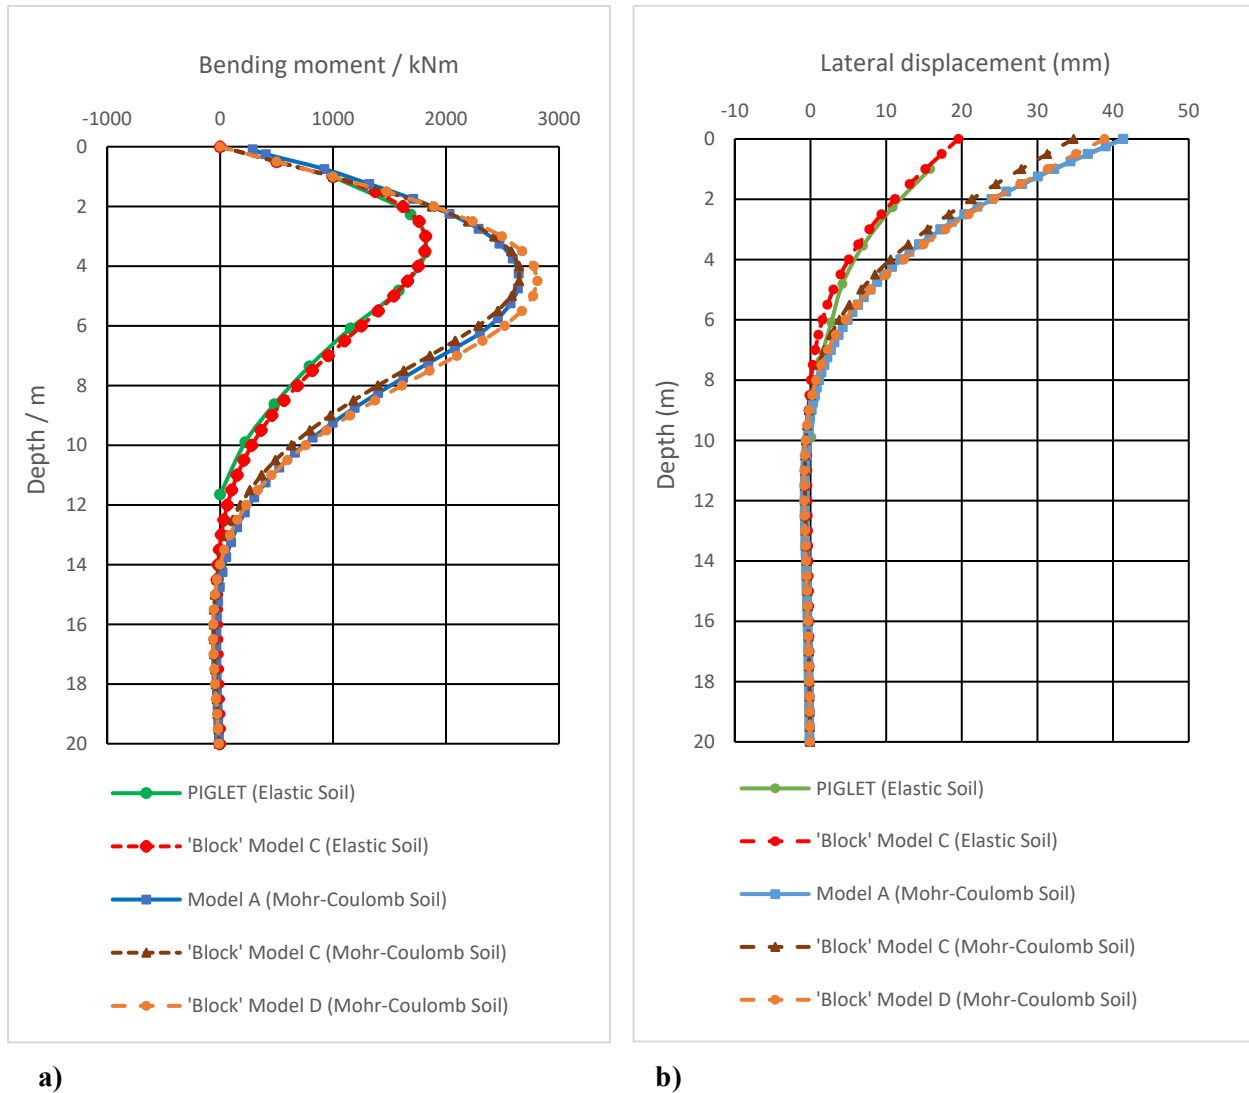 Bending moment / kNm
-1000 0 1000 2000 3000
0
2
4
6
8
10
12
14
16
18
20
Depth / m
PIGLET (Elastic Soil)
'Block' Model C (Elastic Soil)
Model A (Mohr-Coulomb Soil)
'Block' Model C (Mohr-Coulomb Soil)
'Block' Model D (Mohr-Coulomb Soil)
a)
Lateral displacement (mm)
-10 0 10 20 30 40 50
0
2
4
6
8
10
12
14
16
18
20
Depth (m)
PIGLET (Elastic Soil)
'Block' Model C (Elastic Soil)
Model A (Mohr-Coulomb Soil)
'Block' Model C (Mohr-Coulomb Soil)
'Block' Model D (Mohr-Coulomb Soil)
b)